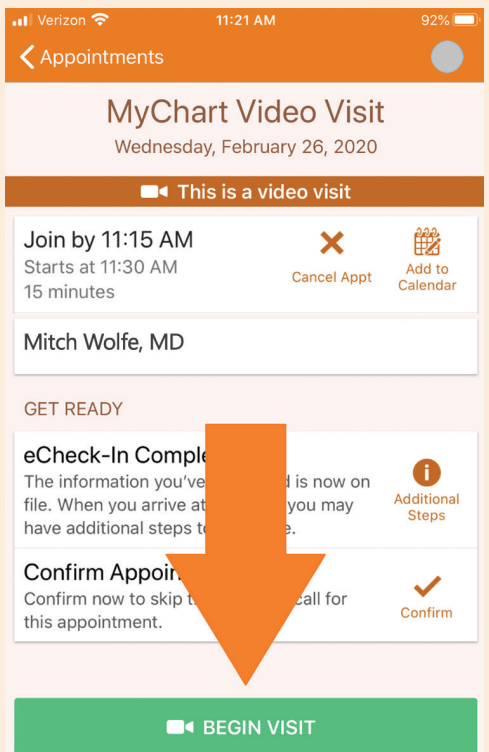 Verizon 11:21 AM 92%
Appointments
MyChart Video Visit
Wednesday, February 26, 2020
This is a video visit
Join by 11:15 AM
Starts at 11:30 AM
15 minutes
Cancel Appt
Add to
Calendar
Mitch Wolfe, MD
GET READY
eCheck-In
The information you've is now on
file. When you arrive at you may
have additional steps
Additional
Steps
Confirm
Confirm now to skip call for
this appointment.
Confirm
BEGIN VISIT